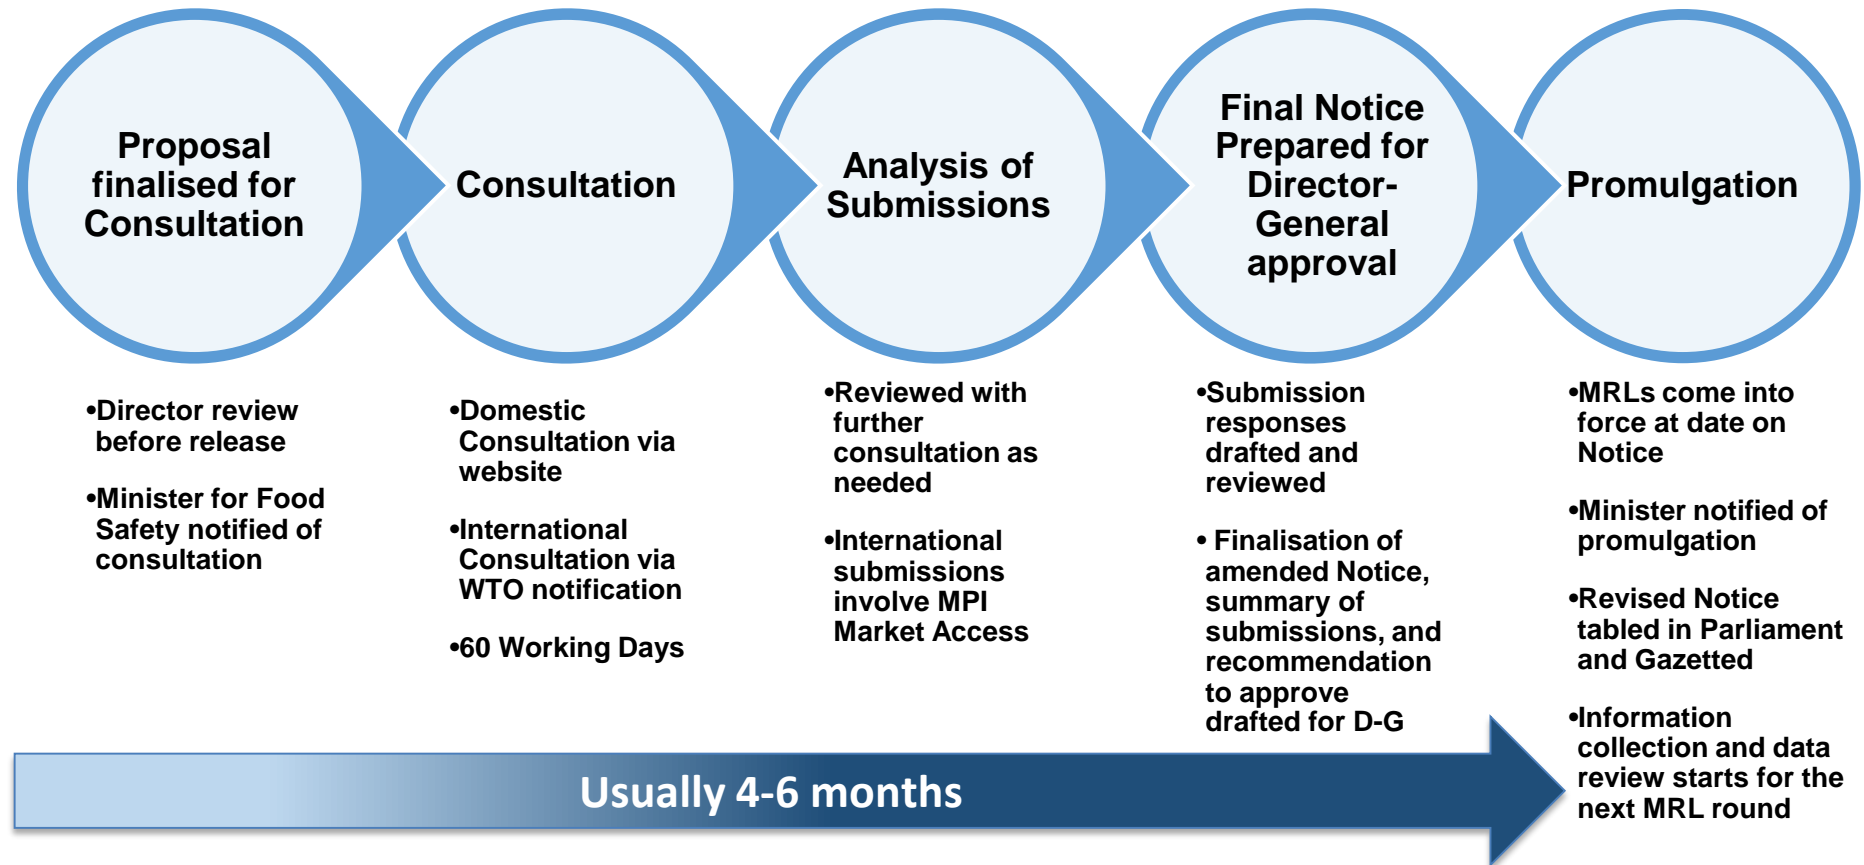 Proposal
finalised for
Consultation
Consultation
Analysis of
Submissions
Final Notice
Prepared for
Director-
General
approval
Promulgation
•Director review
before release
•Minister for Food
Safety notified of
consultation
•Domestic
Consultation via
website
•International
Consultation via
WTO notification
•60 Working Days
•Reviewed with
further
consultation as
needed
•International
submissions
involve MPI
Market Access
•Submission
responses
drafted and
reviewed
• Finalisation of
amended Notice,
summary of
submissions, and
recommendation
to approve
drafted for D-G
•MRLs come into
force at date on
Notice
•Minister notified of
promulgation
•Revised Notice
tabled in Parliament
and Gazetted
•Information
collection and data
review starts for the
next MRL round
Usually 4-6 months